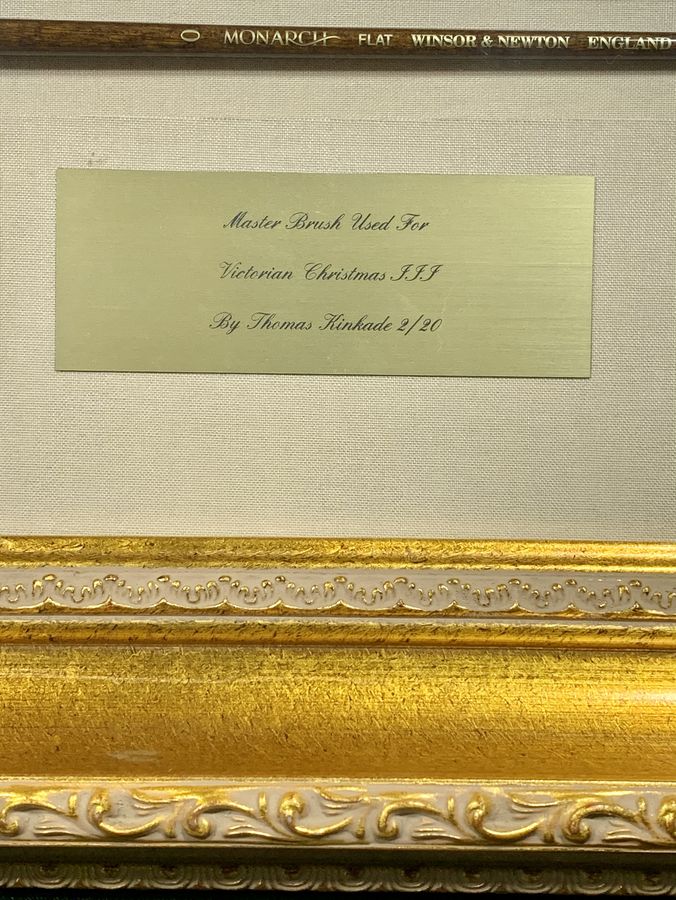 0 MONARCH FLAT WINSOR & NEWTON ENGLAND
Master Brush Used For
Victorian Christmas III
By Thomas Kinkade 2/20